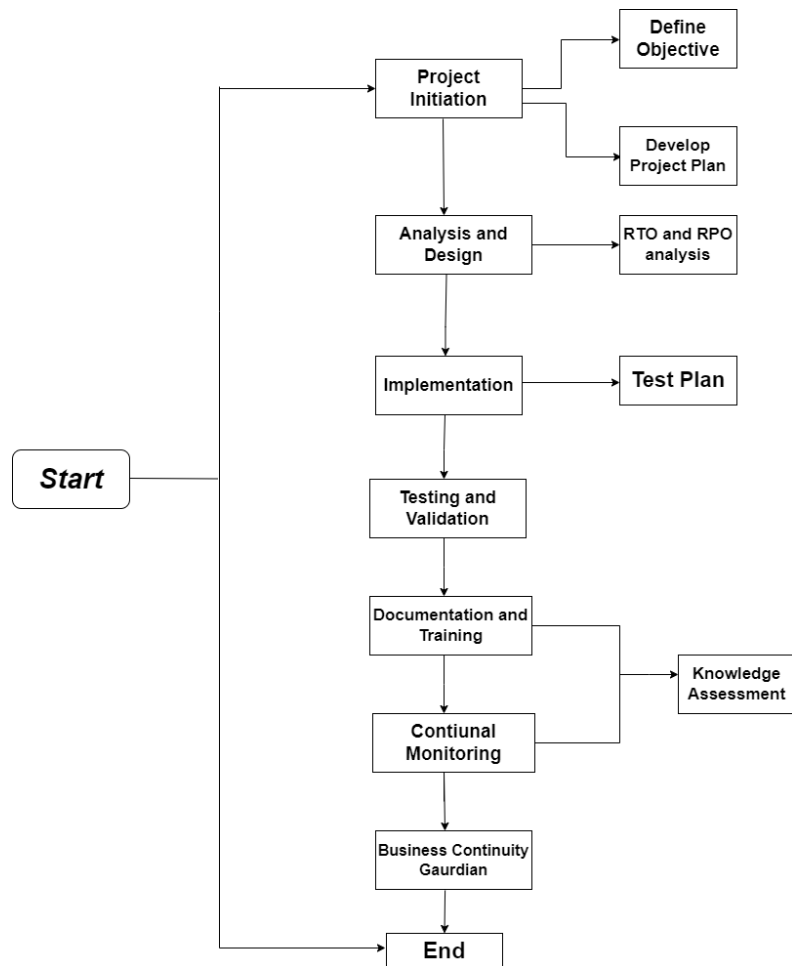 Define
Objective
Project
Initiation
Develop
Project Plan
Analysis and
Design
RTO and RPO
analysis
Implementation
Test Plan
Start
Testing and
Validation
Documentation and
Training
Knowledge
Assessment
Contiunal
Monitoring
Business Continuity
Gaurdian
End